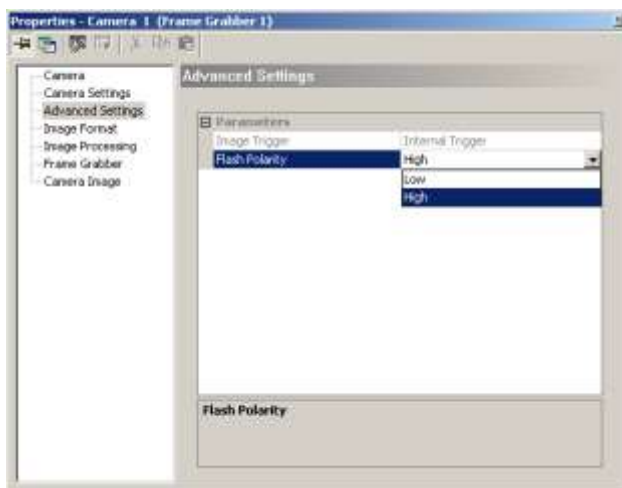 Properties - Camera 1 (Frame Grabber 1)
Camera
Camera Settings
Advanced Settings
Image Format
Image Processing
Frame Grabber
Camera Image
Advanced Settings
Parameters
Image Trigger Internal Trigger
Flash Polarity High
Low
High
Flash Polarity